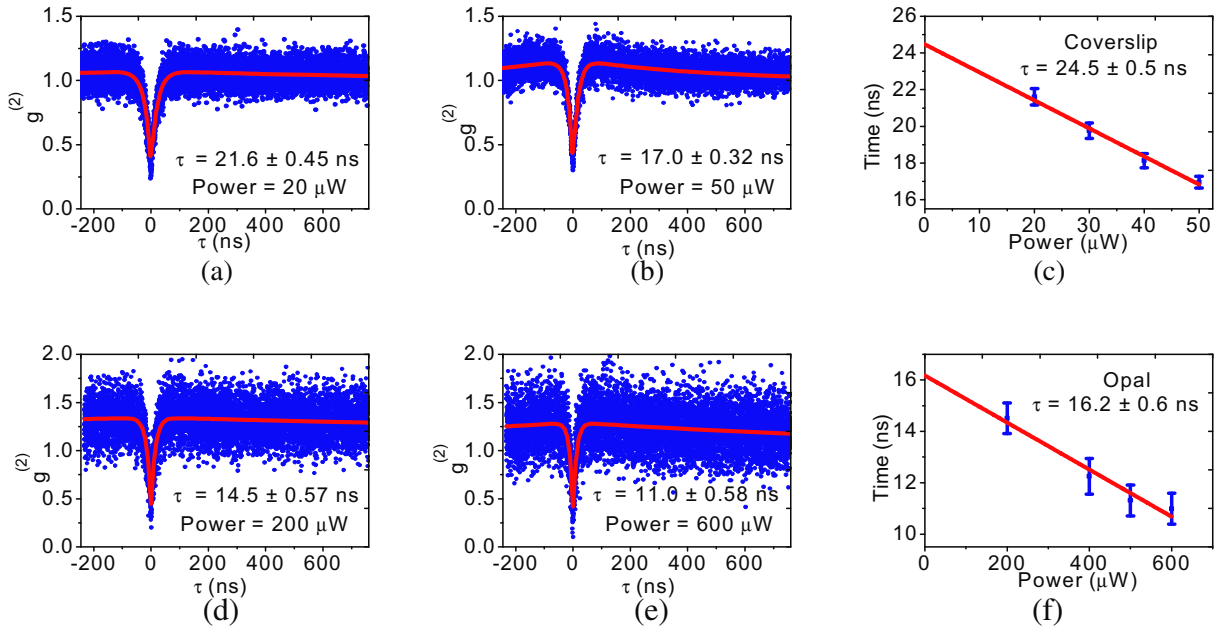 1.5
1.0
0.5
0.0
g(2)
τ = 21.6 ± 0.45 ns
Power = 20 μW
-200 0 200 400 600
τ (ns)
(a)
1.5
1.0
0.5
0.0
g(2)
τ = 17.0 ± 0.32 ns
Power = 50 μW
-200 0 200 400 600
τ (ns)
(b)
26
24
22
20
18
16
Time (ns)
Coverslip
τ = 24.5 ± 0.5 ns
0 10 20 30 40 50
Power (μW)
(c)
2.0
1.5
1.0
0.5
0.0
g(2)
τ = 14.5 ± 0.57 ns
Power = 200 μW
-200 0 200 400 600
τ (ns)
(d)
2.0
1.5
1.0
0.5
0.0
g(2)
τ = 11.0 ± 0.58 ns
Power = 600 μW
-200 0 200 400 600
τ (ns)
(e)
16
14
12
10
Time (ns)
Opal
τ = 16.2 ± 0.6 ns
0 200 400 600
Power (μW)
(f)